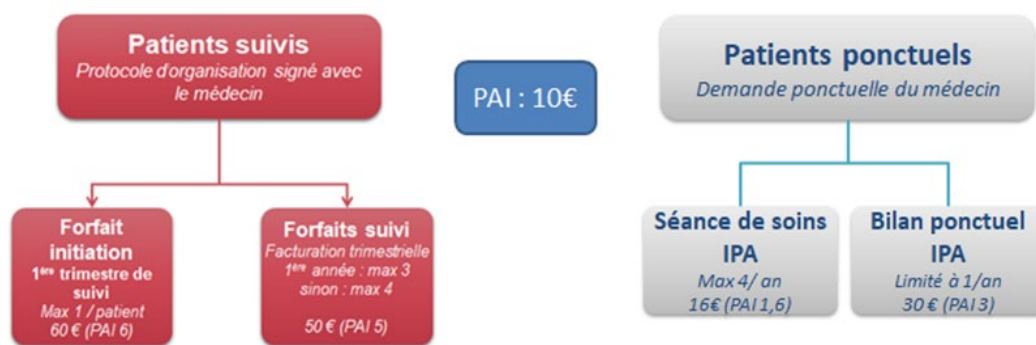 Patients suivis
Protocole d'organisation signé avec
le médecin
PAI : 10€
Patients ponctuels
Demande ponctuelle du médecin
Forfait
initiation
1ère trimestre de
suivi
Max 1 / patient
60 € (PAI 6)
Forfaits suivi
Facturation trimestrielle
1ère année : max 3
sinon : max 4
50 € (PAI 5)
Séance de soins
IPA
Max 4/ an
16€ (PAI 1,6)
Bilan ponctuel
IPA
Limité à 1/an
30 € (PAI 3)